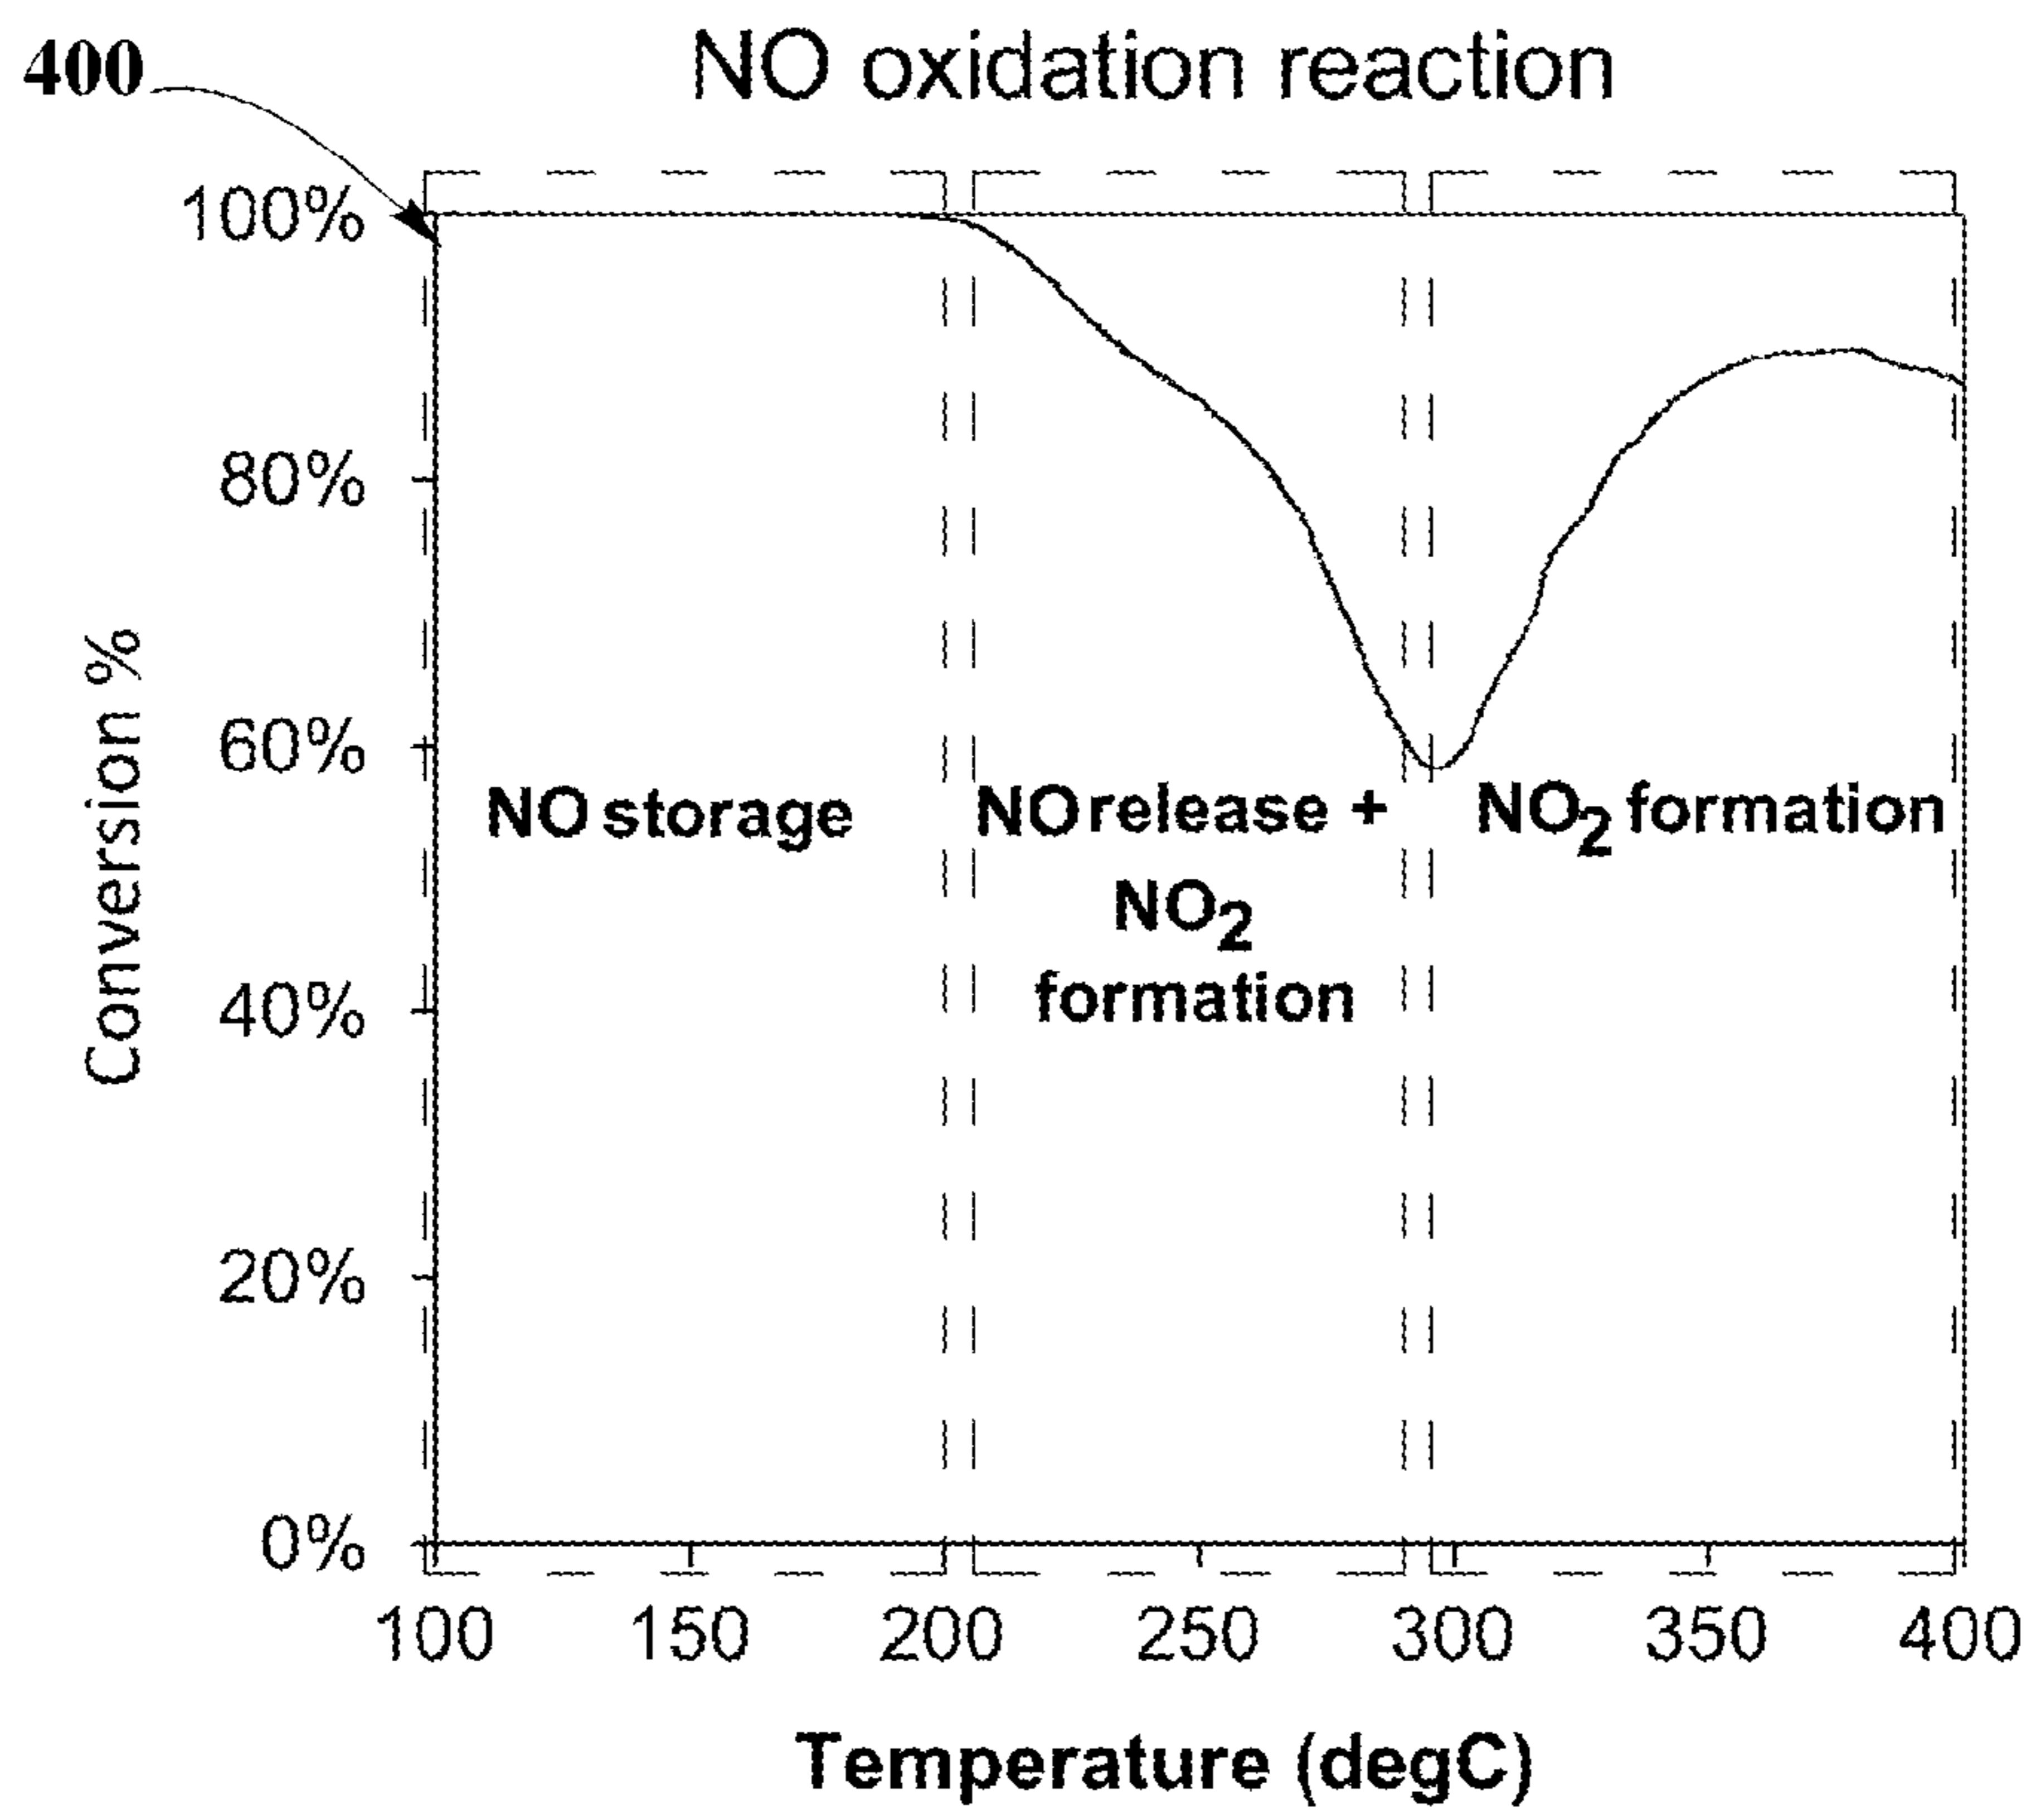 400
NO oxidation reaction
100%
80%
60%
40%
20%
0%
Conversion %
NO storage
NO release +
NO2
formation
NO2 formation
100 150 200 250 300 350 400
Temperature (degC)